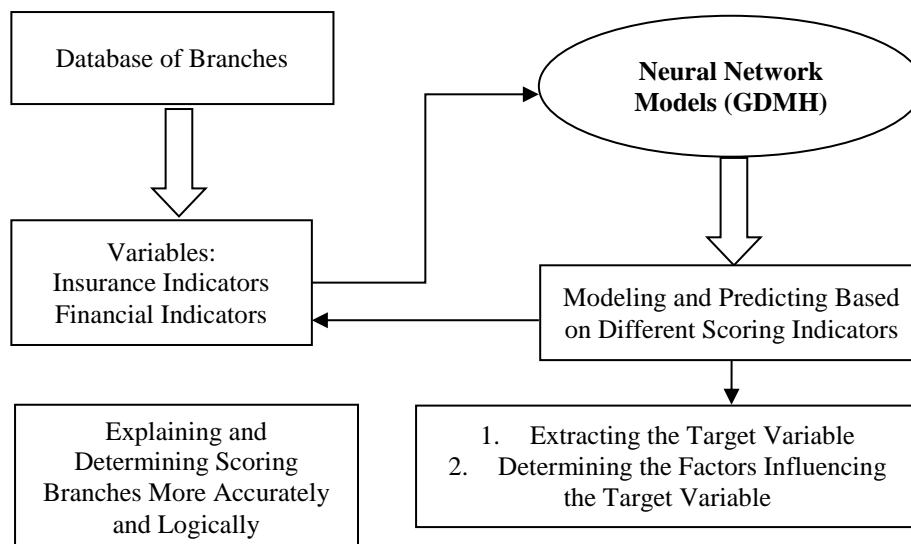 Database of Branches
Neural Network
Models (GDMH)
Variables:
Insurance Indicators
Financial Indicators
Modeling and Predicting Based
on Different Scoring Indicators
Explaining and
Determining Scoring
Branches More Accurately
and Logically
1. Extracting the Target Variable
2. Determining the Factors Influencing
the Target Variable